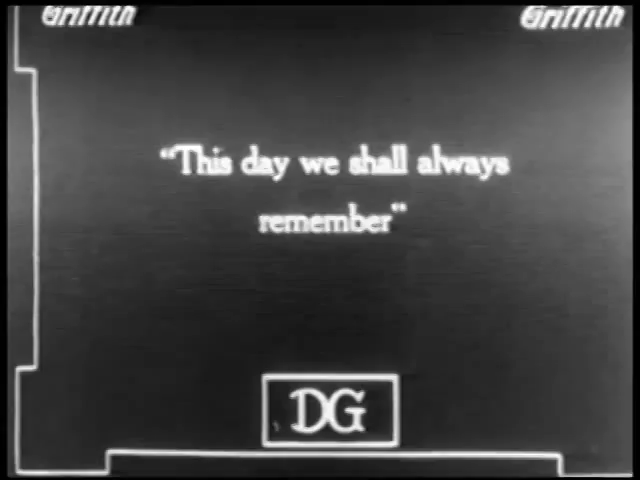 Griffith Griffith
"This day we shall always
remember"
DG